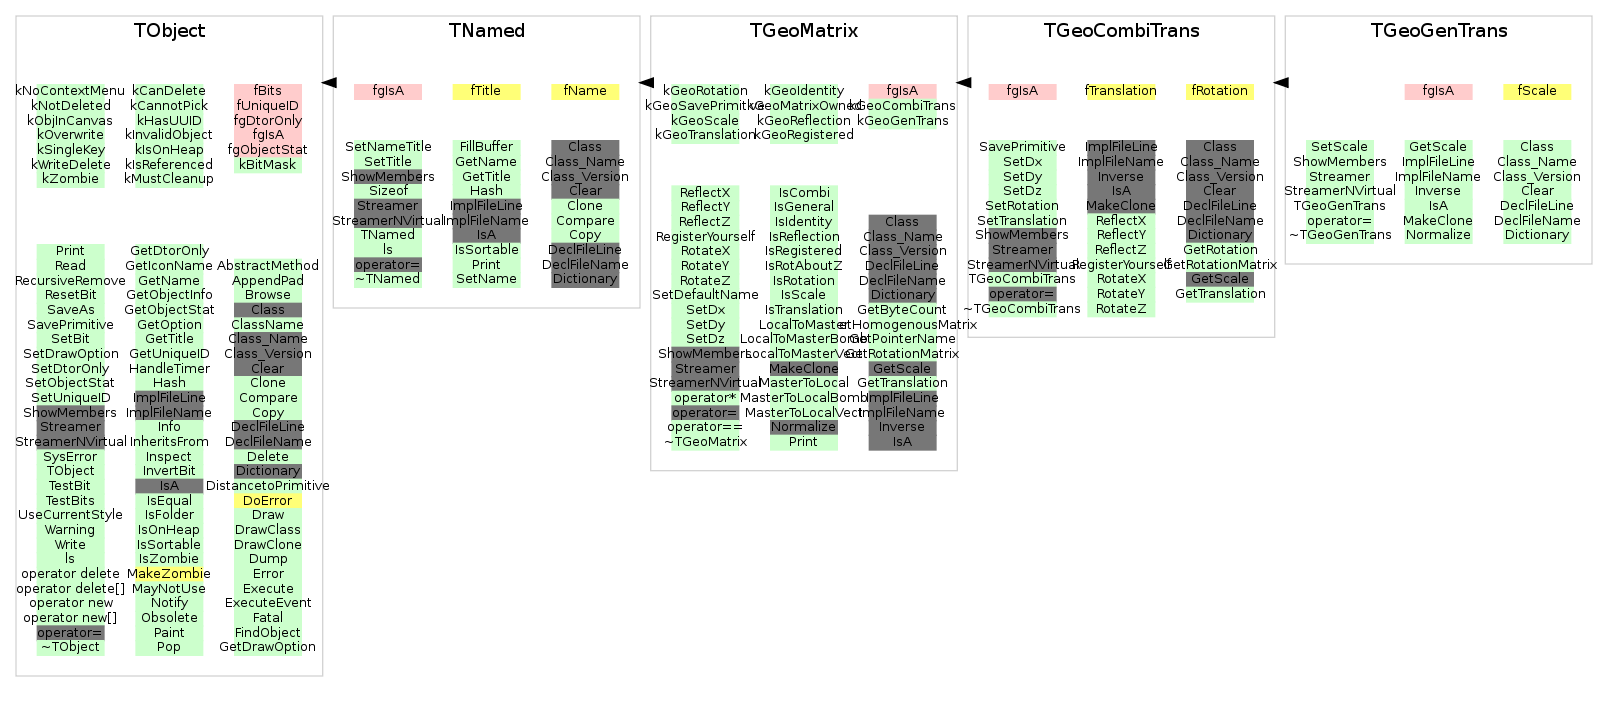 TObject
kNoContextMenu
kNotDeleted
kObjInCanvas
kOverwrite
kSingleKey
kWriteDelete
kZombie
kCanDelete
kCannotPick
kHasUUID
kInvalidObject
kIsOnHeap
kIsReferenced
kMustCleanup
fBits
fUniqueID
fgDtorOnly
fgIsA
fgObjectStat
kBitMask
Print
Read
RecursiveRemove
ResetBit
SaveAs
SavePrimitive
SetBit
SetDrawOption
SetDtorOnly
SetObjectStat
SetUniqueID
ShowMembers
Streamer
StreamerNVirtual
SysError
TObject
TestBit
TestBits
UseCurrentStyle
Warning
Write
ls
operator delete
operator delete[]
operator new
operator new[]
operator=
~TObject
GetDtorOnly
GetIconName
GetName
GetObjectInfo
GetObjectStat
GetOption
GetTitle
GetUniqueID
HandleTimer
Hash
ImplFileLine
ImplFileName
Info
InheritsFrom
Inspect
InvertBit
IsA
IsEqual
IsFolder
IsOnHeap
IsSortable
IsZombie
MakeZombie
MayNotUse
Notify
Obsolete
Paint
Pop
AbstractMethod
AppendPad
Browse
Class
ClassName
Class_Name
Class_Version
Clear
Clone
Compare
Copy
DeclFileLine
DeclFileName
Delete
Dictionary
DistancetoPrimitive
DoError
Draw
DrawClass
DrawClone
Dump
Error
Execute
ExecuteEvent
Fatal
FindObject
GetDrawOption
TNamed
fgIsA
fTitle
fName
SetNameTitle
SetTitle
ShowMembers
Sizeof
Streamer
StreamerNVirtual
TNamed
ls
operator=
~TNamed
FillBuffer
GetName
GetTitle
Hash
ImplFileLine
ImplFileName
IsA
IsSortable
Print
SetName
Class
Class_Name
Class_Version
Clear
Clone
Compare
Copy
DeclFileLine
DeclFileName
Dictionary
TGeoMatrix
kGeoRotation
kGeoSavePrimitive
kGeoScale
kGeoTranslation
kGeoIdentity
kGeoMatrixOwned
kGeoReflection
kGeoRegistered
fgIsA
kGeoCombiTrans
kGeoGenTrans
ReflectX
ReflectY
ReflectZ
RegisterYourself
RotateX
RotateY
RotateZ
SetDefaultName
SetDx
SetDy
SetDz
ShowMembers
Streamer
StreamerNVirtual
operator*
operator=
operator==
~TGeoMatrix
IsCombi
IsGeneral
IsIdentity
IsReflection
IsRegistered
IsRotAboutZ
IsRotation
IsScale
IsTranslation
LocalToMaster
LocalToMasterBomb
LocalToMasterVect
MakeClone
MasterToLocal
MasterToLocalBomb
MasterToLocalVect
Normalize
Print
Class
Class_Name
Class_Version
DeclFileLine
DeclFileName
Dictionary
GetByteCount
etHomogenousMatrix
GetPointerName
GetRotationMatrix
GetScale
GetTranslation
ImplFileLine
ImplFileName
Inverse
IsA
TGeoCombiTrans
fgIsA
fTranslation
fRotation
SavePrimitive
SetDx
SetDy
SetDz
SetRotation
SetTranslation
ShowMembers
Streamer
StreamerNVirtual
TGeoCombiTrans
operator=
~TGeoCombiTrans
ImplFileLine
ImplFileName
Inverse
IsA
MakeClone
ReflectX
ReflectY
ReflectZ
RegisterYourself
RotateX
RotateY
RotateZ
Class
Class_Name
Class_Version
Clear
DeclFileLine
DeclFileName
Dictionary
GetRotation
GetRotationMatrix
GetScale
GetTranslation
TGeoGenTrans
fgIsA
fScale
SetScale
ShowMembers
Streamer
StreamerNVirtual
TGeoGenTrans
operator=
~TGeoGenTrans
GetScale
ImplFileLine
ImplFileName
Inverse
IsA
MakeClone
Normalize
Class
Class_Name
Class_Version
Clear
DeclFileLine
DeclFileName
Dictionary